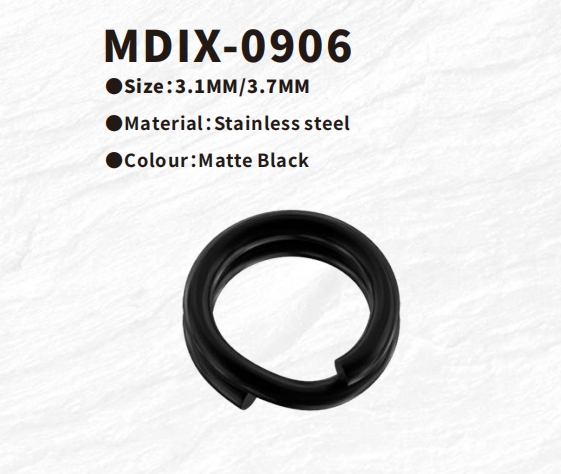 MDIX-0906
●Size:3.1MM/3.7MM
●Material:Stainless steel
●Colour:Matte Black